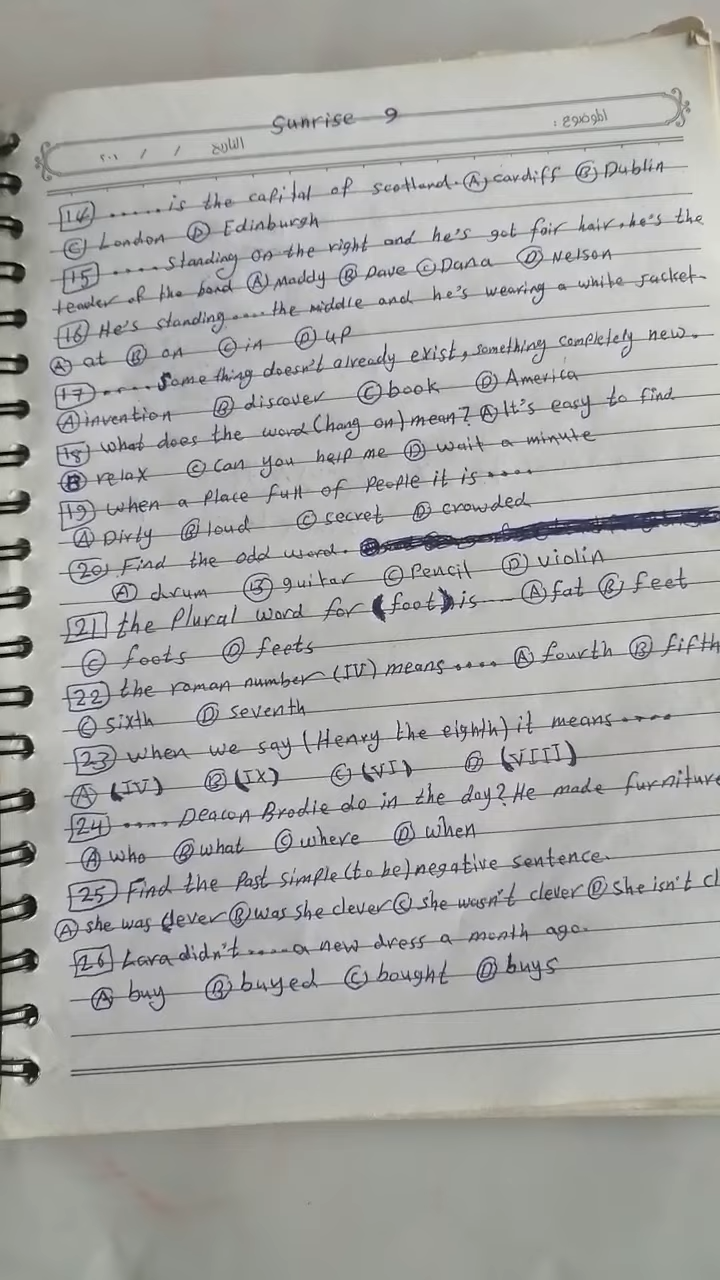 Sunrise 9
التاريخ / / ٢٠١
الموضوع :
14 ..... is the capital of scotland. A cardiff B Dublin
C London D Edinburgh
15 .... standing on the right and he's got fair hair, he's the
leader of the band A Maddy B Dave C Dana D Nelson
16 He's standing .... the middle and he's wearing a white jacket.
A at B on C in D up
17 ..... Something doesn't already exist, something completely new.
A invention B discover C book D America
18 what does the word (hang on) mean? A It's easy to find
B relax C can you help me D wait a minute
19 when a place full of people it is ....
A Dirty B loud C secret D crowded
20 Find the odd word.
A drum B guitar C Pencil D violin
21 the plural word for (foot) is ... A fat B feet
C foots D feets
22 the roman number (IV) means .... A fourth B fifth
C sixth D seventh
23 when we say (Henry the eighth) it means ....
A (IV) B (IX) C (VI) D (VIII)
24 .... Deacon Brodie do in the day? He made furniture
A who B what C where D when
25 Find the Past simple (to be) negative sentence.
A she was clever B was she clever C she wasn't clever D she isn't cl
26 Lara didn't .... a new dress a month ago.
A buy B buyed C bought D buys